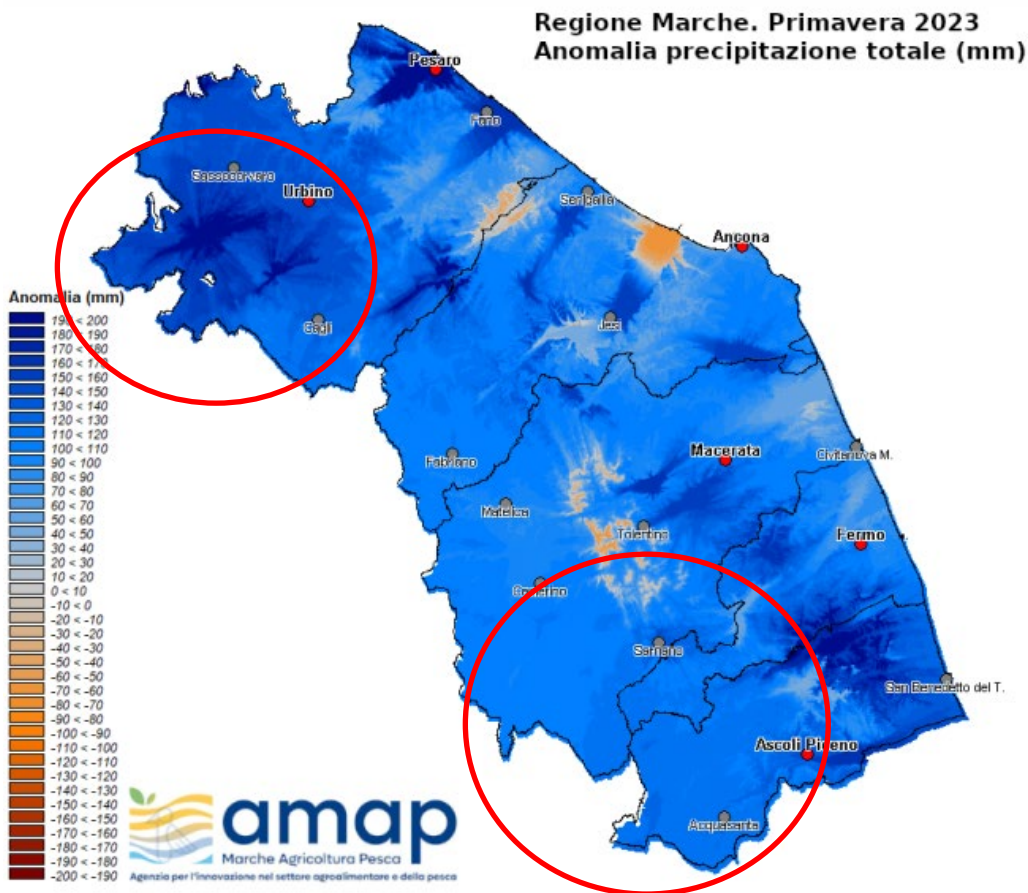 Regione Marche. Primavera 2023
Anomalia precipitazione totale (mm)
Pesaro
Fano
Sassocorvaro
Urbino
Senigallia
Ancona
Cagli
Jesi
Fabriano
Macerata
Civitanova M.
Matelica
Tolentino
Fermo
Camerino
Sarnano
San Benedetto del T.
Ascoli Piceno
Acquasanta
Anomalia (mm)
190 < 200
180 < 190
170 < 180
160 < 170
150 < 160
140 < 150
130 < 140
120 < 130
110 < 120
100 < 110
90 < 100
80 < 90
70 < 80
60 < 70
50 < 60
40 < 50
30 < 40
20 < 30
10 < 20
0 < 10
-10 < 0
-20 < -10
-30 < -20
-40 < -30
-50 < -40
-60 < -50
-70 < -60
-80 < -70
-90 < -80
-100 < -90
-110 < -100
-120 < -110
-130 < -120
-140 < -130
-150 < -140
-160 < -150
-170 < -160
-180 < -170
-190 < -180
-200 < -190
amap
Marche Agricoltura Pesca
Agenzia per l'innovazione nel settore agroalimentare e della pesca